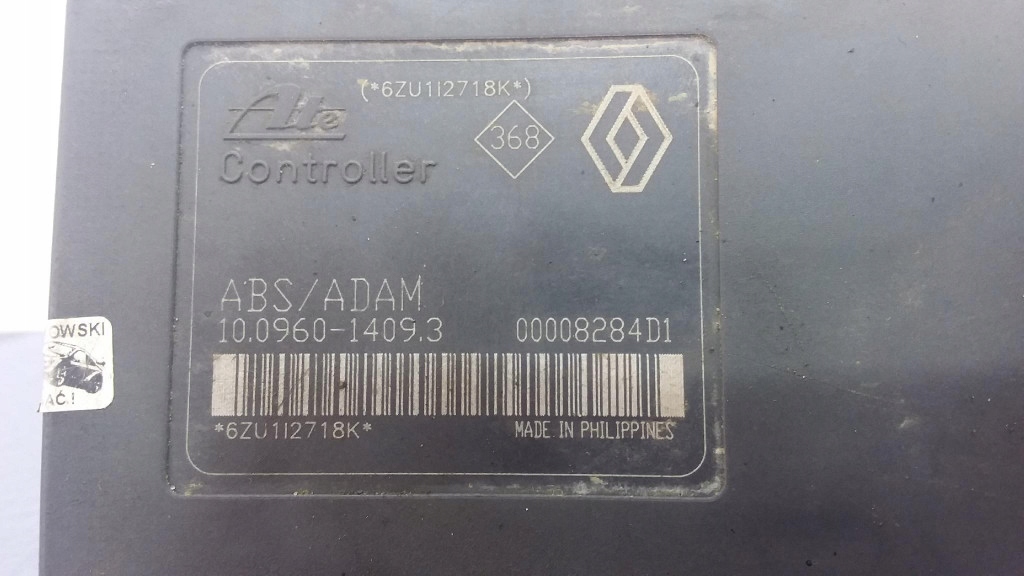 (*6ZU1I2718K*)
Ate
368
Controller
ABS/ADAM
10.0960-1409.3 00008284D1
*6ZU1I2718K*
MADE IN PHILIPPINES
OWSKI
AĆ!